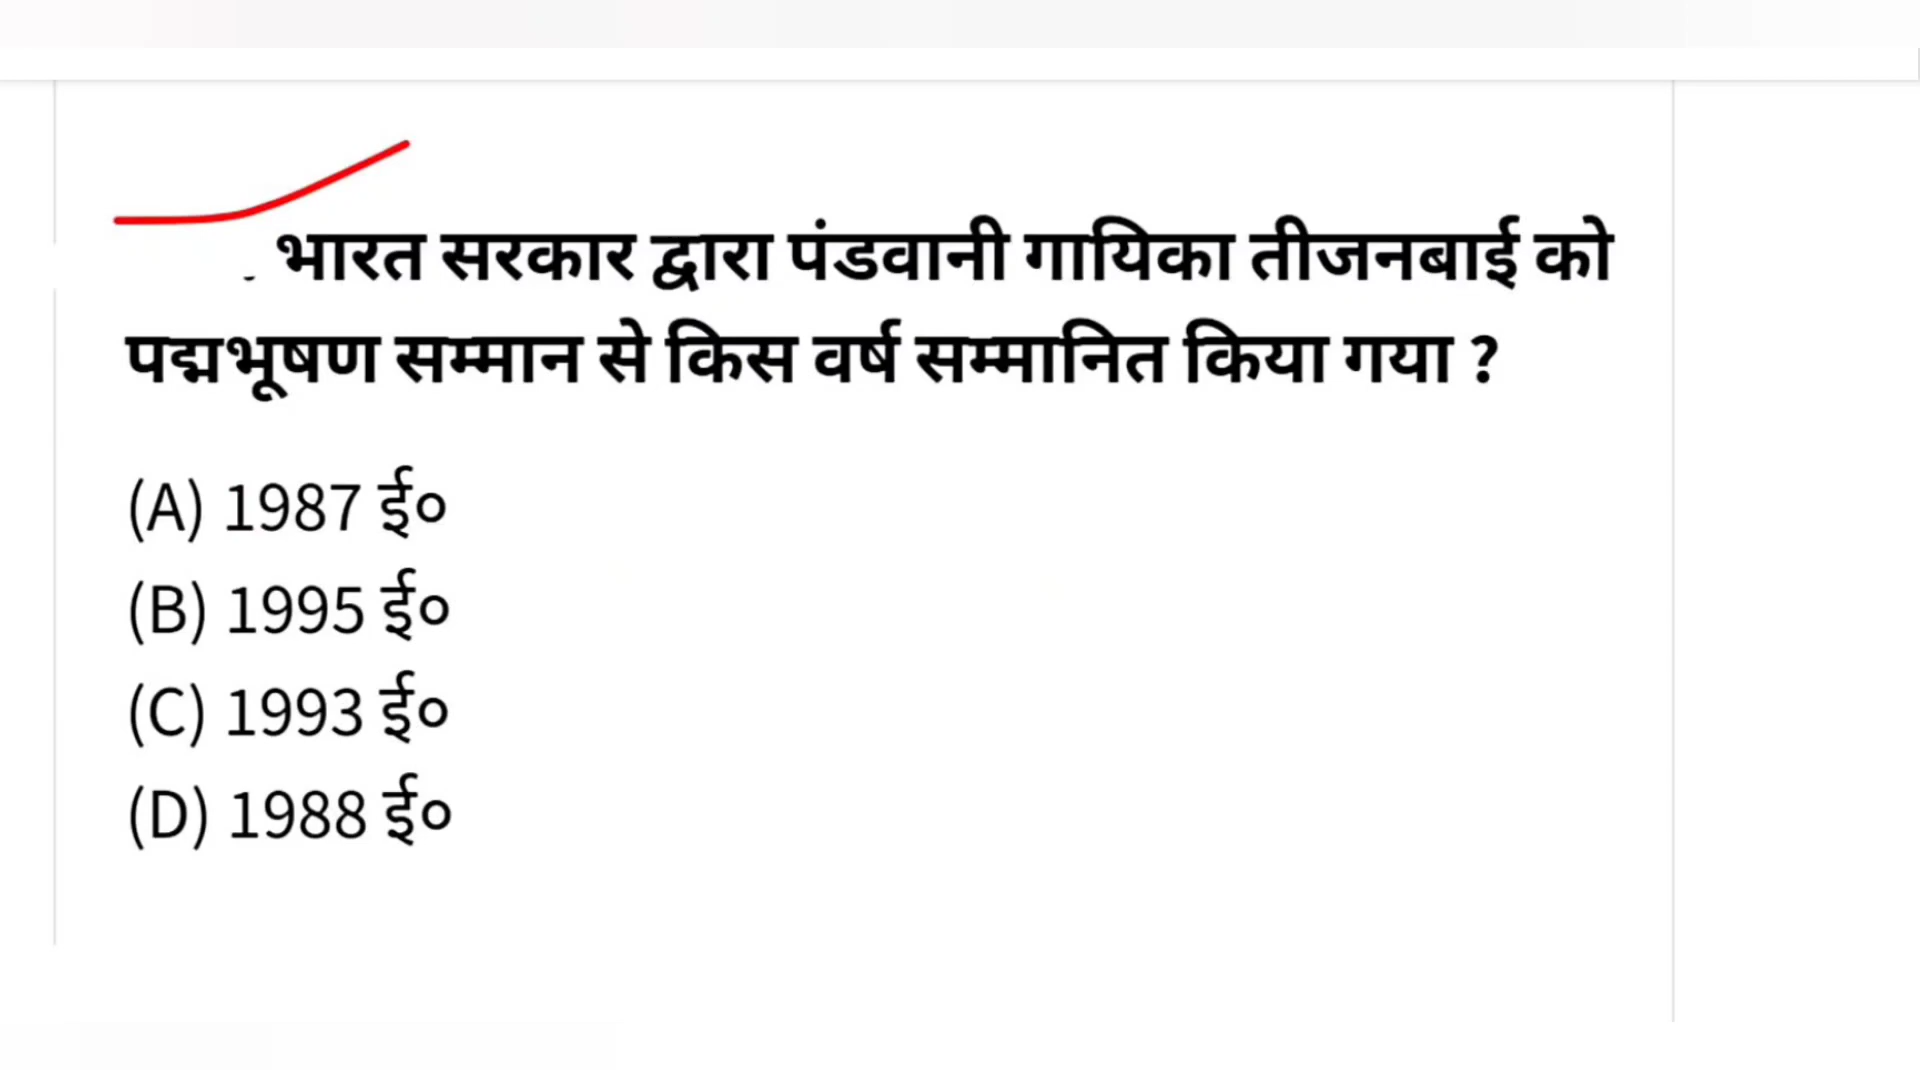 भारत सरकार द्वारा पंडवानी गायिका तीजनबाई को
पद्मभूषण सम्मान से किस वर्ष सम्मानित किया गया ?
(A) 1987 ई०
(B) 1995 ई०
(C) 1993 ई०
(D) 1988 ई०